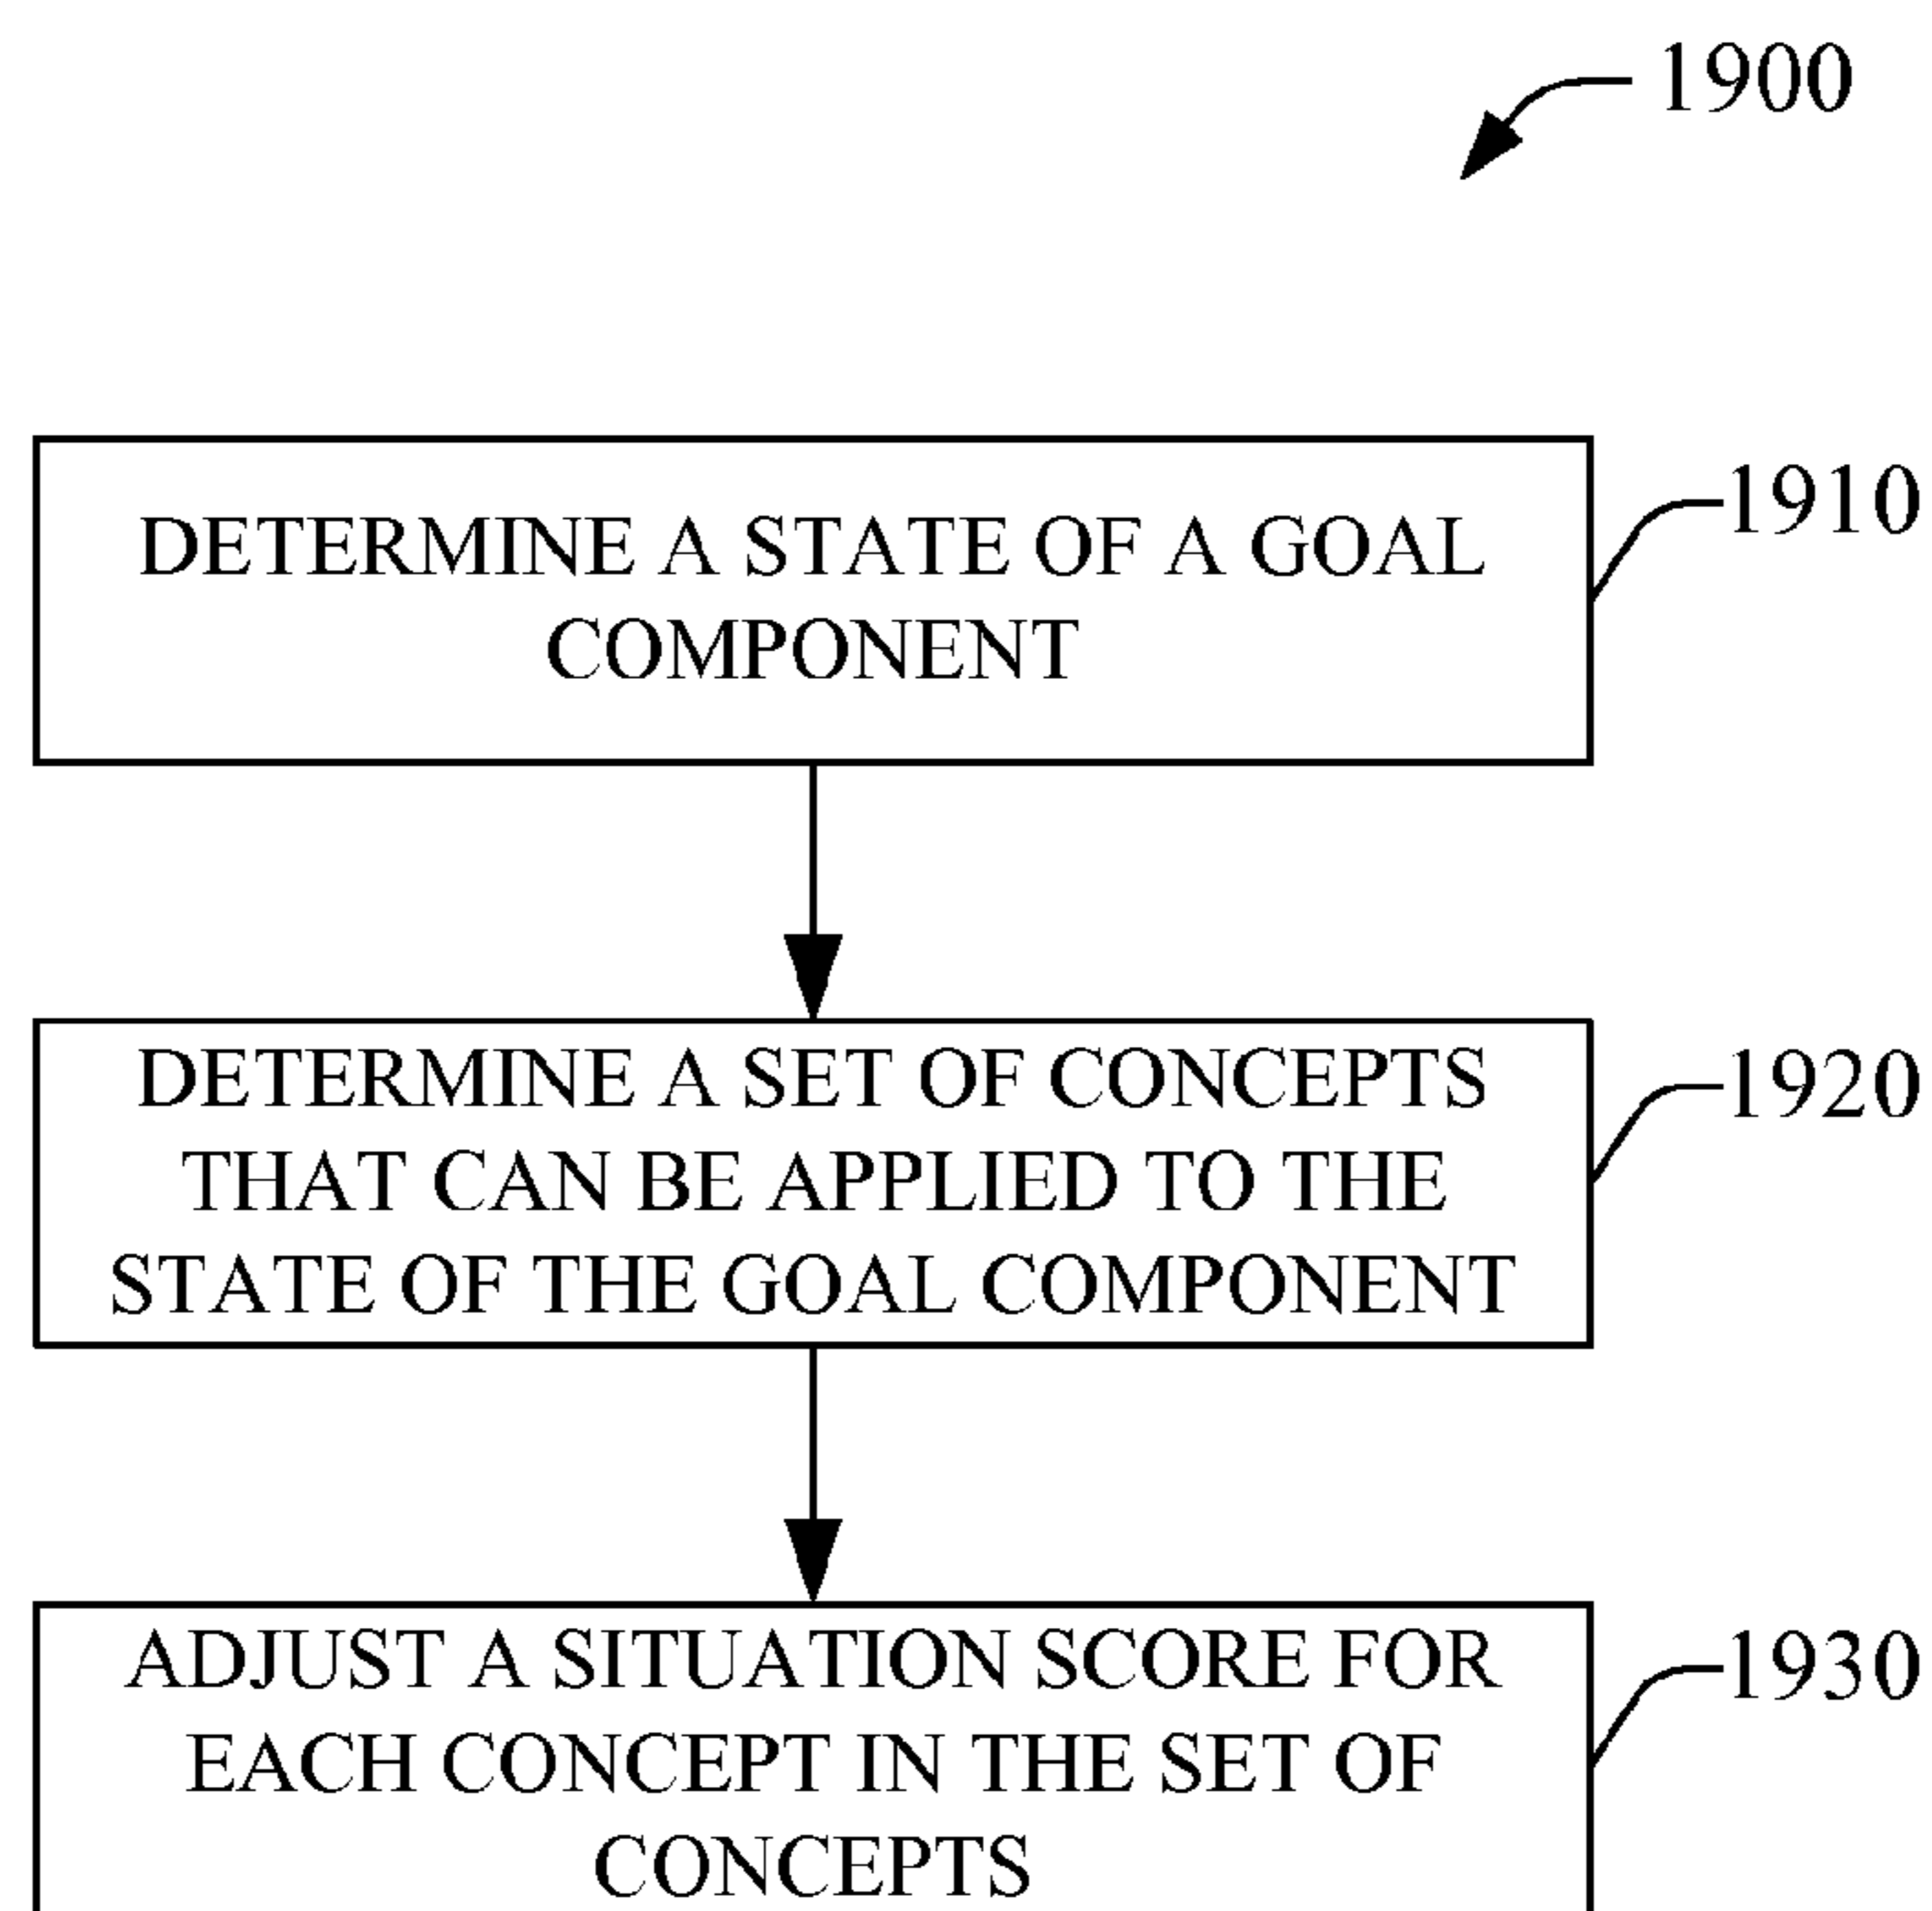 1900
DETERMINE A STATE OF A GOAL
COMPONENT
1910
DETERMINE A SET OF CONCEPTS
THAT CAN BE APPLIED TO THE
STATE OF THE GOAL COMPONENT
1920
ADJUST A SITUATION SCORE FOR
EACH CONCEPT IN THE SET OF
CONCEPTS
1930